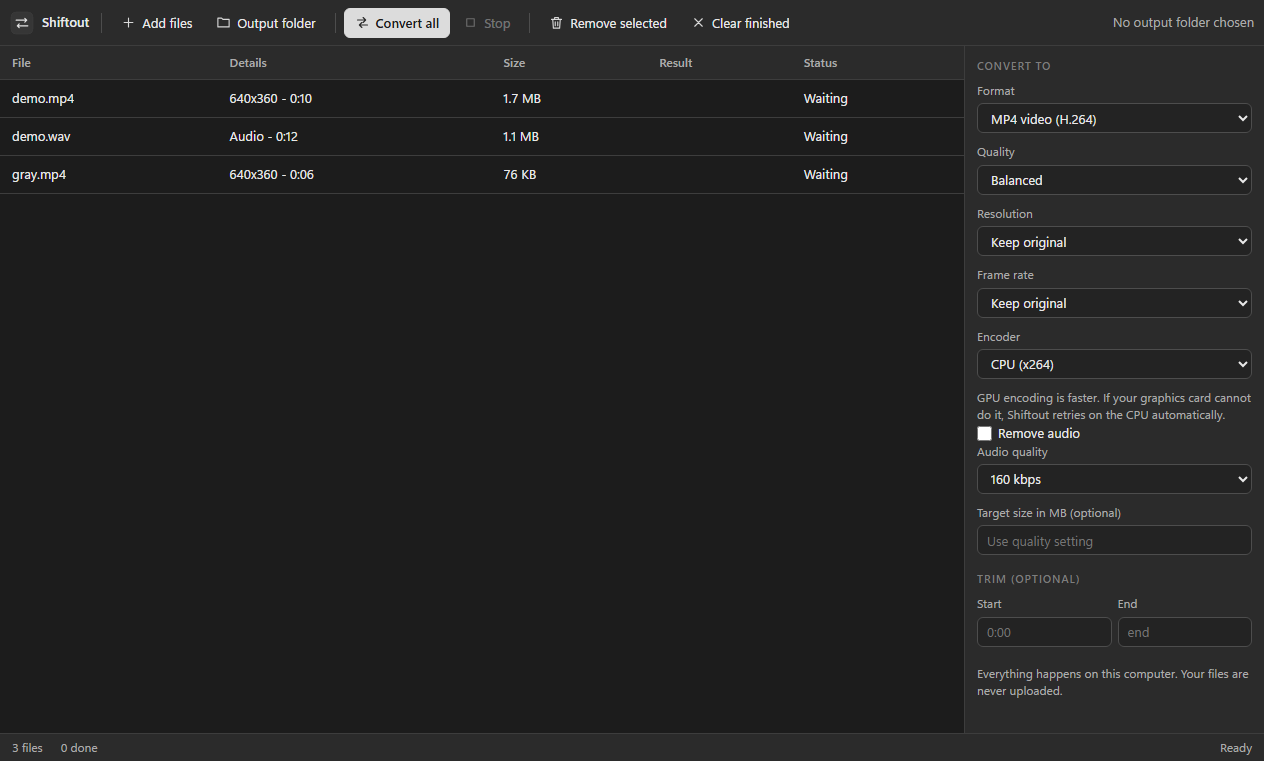 Shiftout Add files Output folder Convert all Stop Remove selected Clear finished No output folder chosen
File Details Size Result Status
demo.mp4 640x360 - 0:10 1.7 MB Waiting
demo.wav Audio - 0:12 1.1 MB Waiting
gray.mp4 640x360 - 0:06 76 KB Waiting
CONVERT TO
Format
MP4 video (H.264)
Quality
Balanced
Resolution
Keep original
Frame rate
Keep original
Encoder
CPU (x264)
GPU encoding is faster. If your graphics card cannot
do it, Shiftout retries on the CPU automatically.
Remove audio
Audio quality
160 kbps
Target size in MB (optional)
Use quality setting
TRIM (OPTIONAL)
Start End
0:00 end
Everything happens on this computer. Your files are
never uploaded.
3 files 0 done Ready